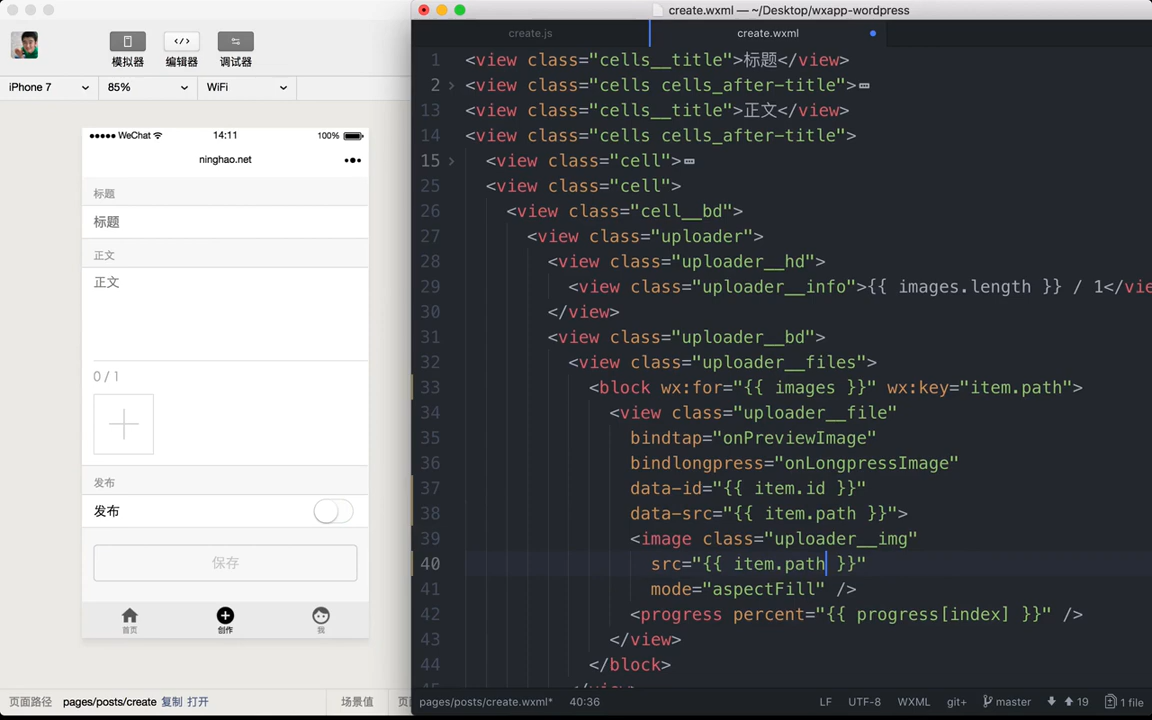 create.wxml — ~/Desktop/wxapp-wordpress
模拟器 编辑器 调试器
iPhone 7 85% WiFi
WeChat 14:11 100%
ninghao.net
标题
标题
正文
正文
0 / 1
发布
发布
保存
首页 创作 我
页面路径 pages/posts/create 复制 打开 场景值 页
create.js create.wxml
1 <view class="cells__title">标题</view>
2 <view class="cells cells_after-title">
13 <view class="cells__title">正文</view>
14 <view class="cells cells_after-title">
15 <view class="cell">
25 <view class="cell">
26 <view class="cell__bd">
27 <view class="uploader">
28 <view class="uploader__hd">
29 <view class="uploader__info">{{ images.length }} / 1</vie
30 </view>
31 <view class="uploader__bd">
32 <view class="uploader__files">
33 <block wx:for="{{ images }}" wx:key="item.path">
34 <view class="uploader__file"
35 bindtap="onPreviewImage"
36 bindlongpress="onLongpressImage"
37 data-id="{{ item.id }}"
38 data-src="{{ item.path }}">
39 <image class="uploader__img"
40 src="{{ item.path }}"
41 mode="aspectFill" />
42 <progress percent="{{ progress[index] }}" />
43 </view>
44 </block>
pages/posts/create.wxml* 40:36 LF UTF-8 WXML git+ master 19 1 file